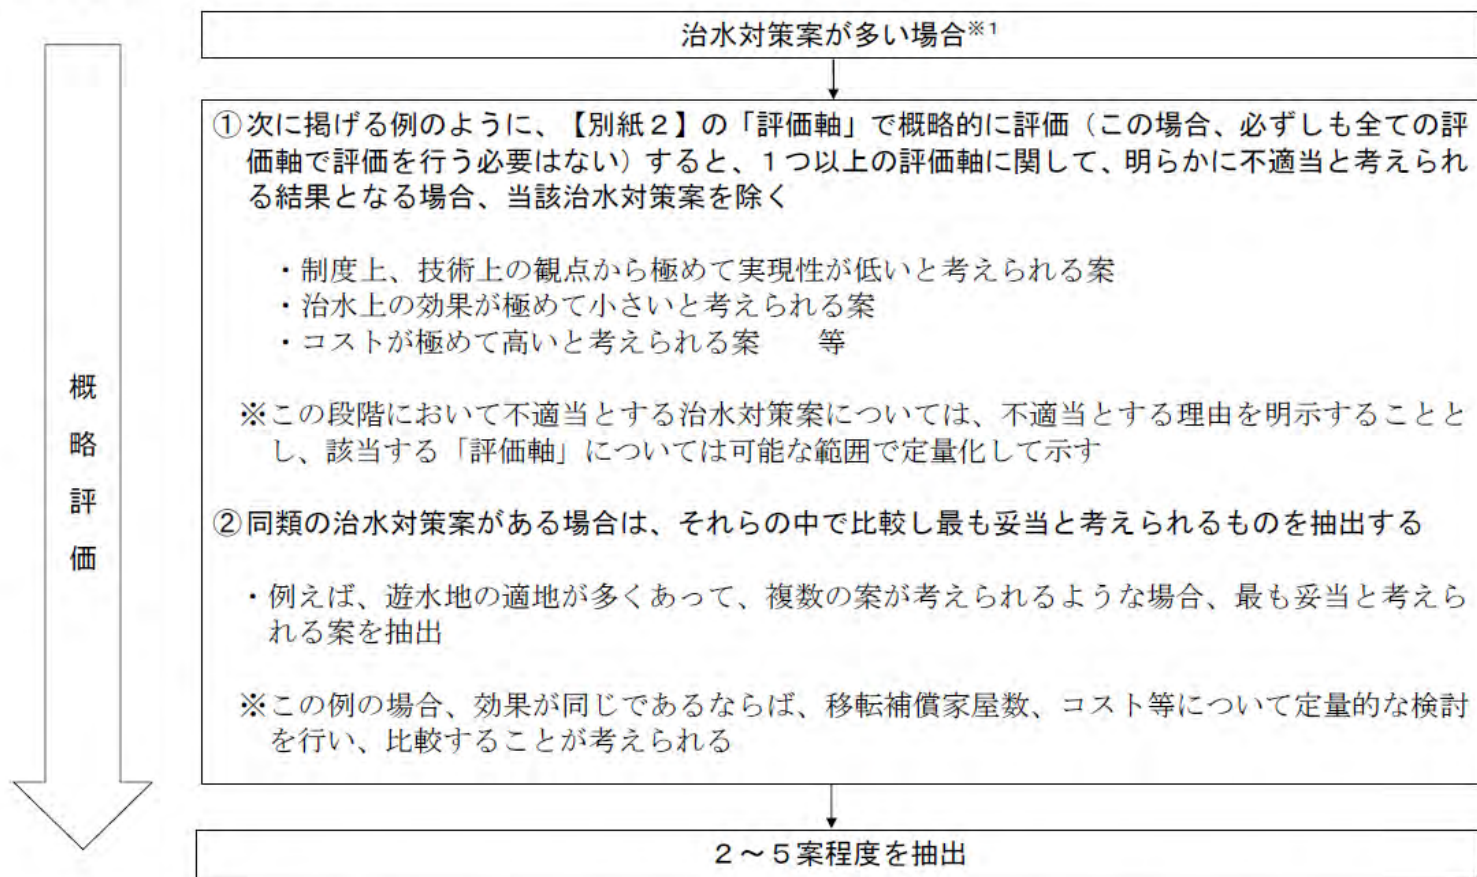 治水対策案が多い場合※1
①次に掲げる例のように、【別紙２】の「評価軸」で概略的に評価（この場合、必ずしも全ての評
価軸で評価を行う必要はない）すると、１つ以上の評価軸に関して、明らかに不適当と考えられ
る結果となる場合、当該治水対策案を除く
・制度上、技術上の観点から極めて実現性が低いと考えられる案
・治水上の効果が極めて小さいと考えられる案
・コストが極めて高いと考えられる案　　等
※この段階において不適当とする治水対策案については、不適当とする理由を明示することと
し、該当する「評価軸」については可能な範囲で定量化して示す
②同類の治水対策案がある場合は、それらの中で比較し最も妥当と考えられるものを抽出する
・例えば、遊水地の適地が多くあって、複数の案が考えられるような場合、最も妥当と考えら
れる案を抽出
※この例の場合、効果が同じであるならば、移転補償家屋数、コスト等について定量的な検討
を行い、比較することが考えられる
２～５案程度を抽出
概略評価